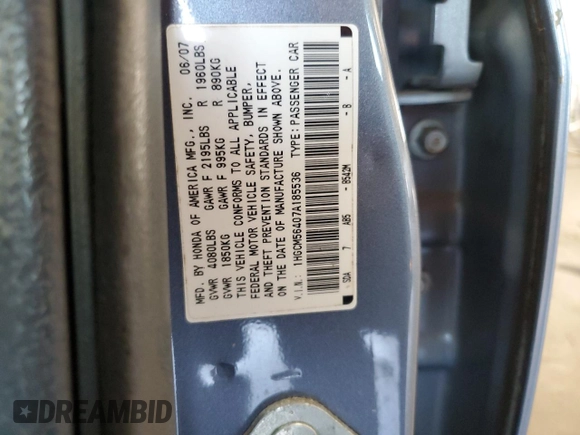 MFD. BY HONDA OF AMERICA MFG., INC. 06/07
GVWR 4080LBS GAWR F 2195LBS R 1960LBS
GVWR 1850KG GAWR F 995KG R 890KG
THIS VEHICLE CONFORMS TO ALL APPLICABLE
FEDERAL MOTOR VEHICLE SAFETY, BUMPER,
AND THEFT PREVENTION STANDARDS IN EFFECT
ON THE DATE OF MANUFACTURE SHOWN ABOVE.
V.I.N.: 1HGCM56407A185536 TYPE: PASSENGER CAR
SDA 7 AB5 - B542M - B - A
DREAMBID